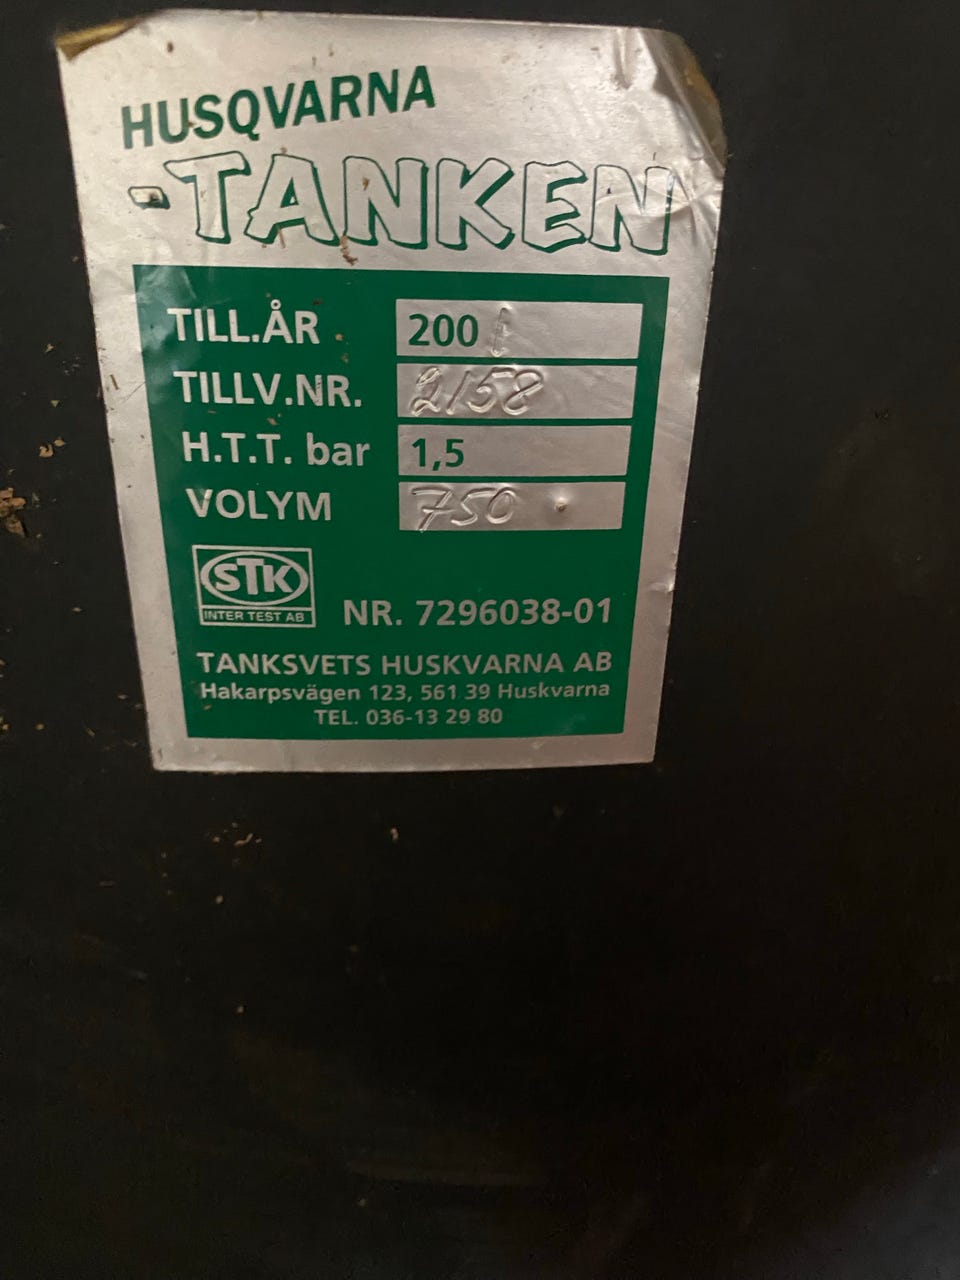 HUSQVARNA
-TANKEN
TILL.ÅR 2001
TILLV.NR. 2158
H.T.T. bar 1,5
VOLYM 750
STK
INTER TEST AB
NR. 7296038-01
TANKSVETS HUSKVARNA AB
Hakarpsvägen 123, 561 39 Huskvarna
TEL. 036-13 29 80